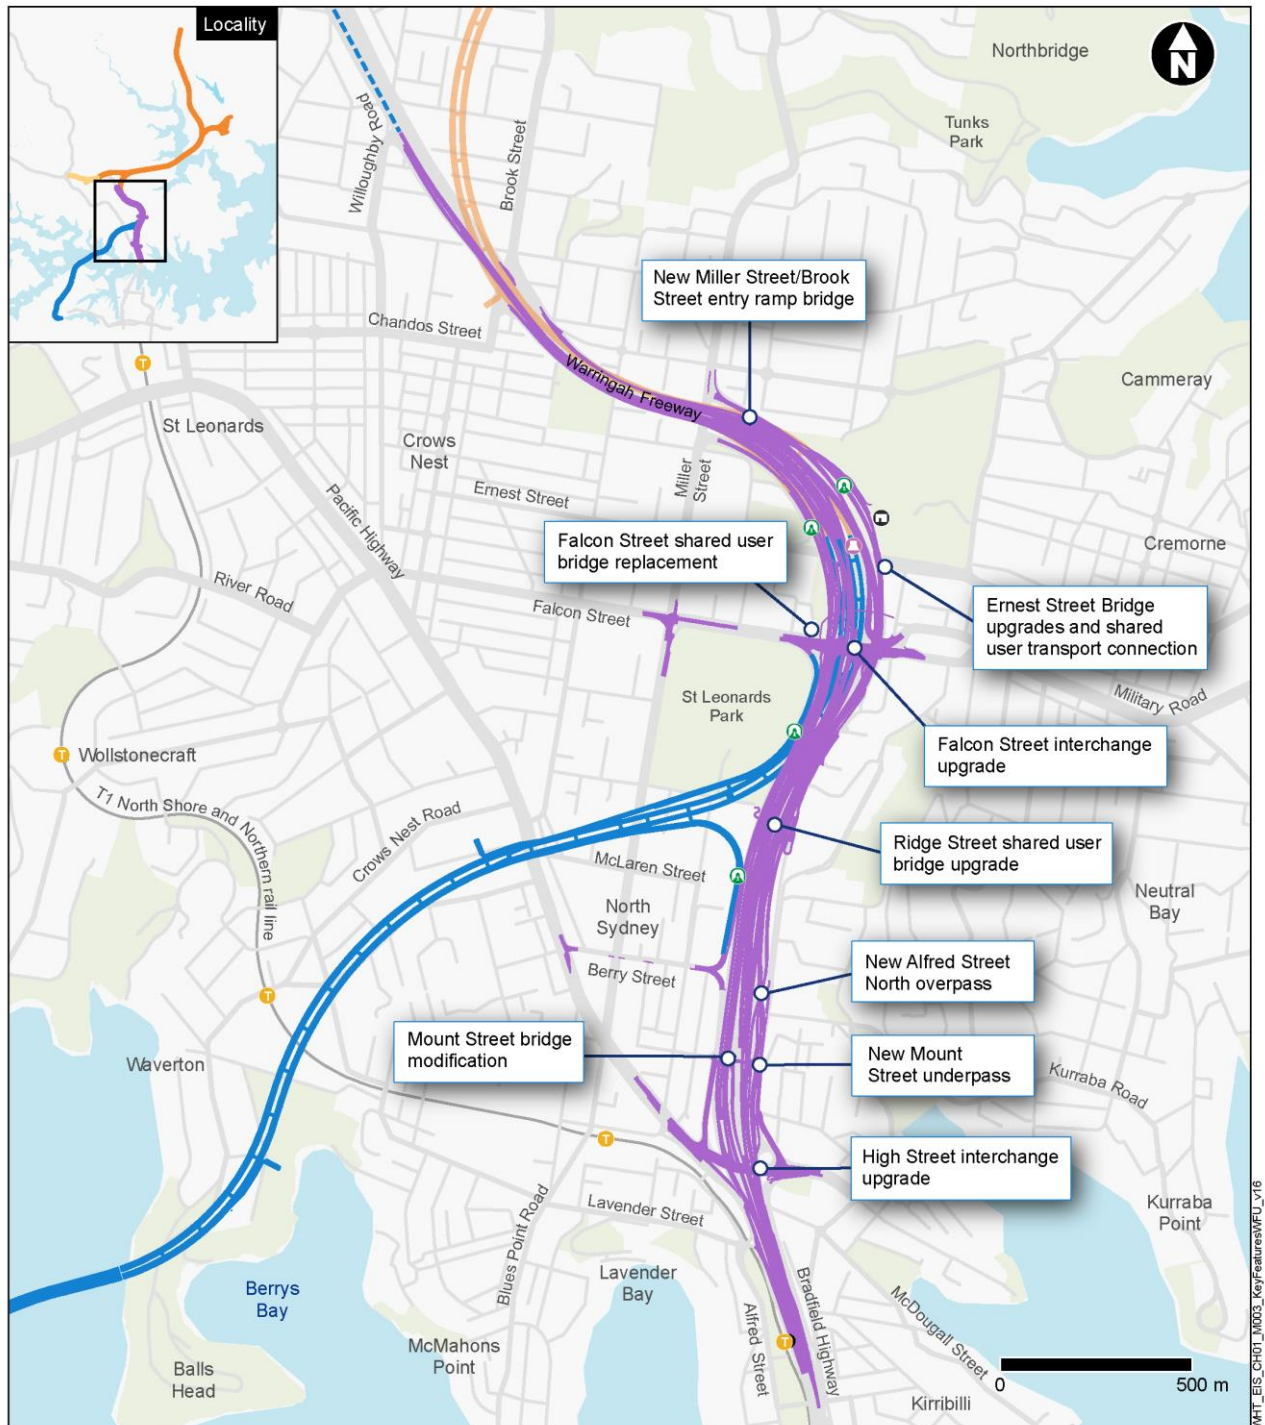 Locality
N
Northbridge
Tunks
Park
Willoughby Road
Brook Street
New Miller Street/Brook
Street entry ramp bridge
Chandos Street
Warringah Freeway
Cammeray
T
St Leonards
Crows
Nest
Miller
Street
Ernest Street
Pacific Highway
Falcon Street shared user
bridge replacement
Cremorne
River Road
Falcon Street
Ernest Street Bridge
upgrades and shared
user transport connection
St Leonards
Park
Military Road
T
Wollstonecraft
Falcon Street interchange
upgrade
T1 North Shore and Northern rail line
Crows Nest Road
Ridge Street shared user
bridge upgrade
McLaren Street
Neutral
Bay
North
Sydney
Berry Street
New Alfred Street
North overpass
T
Mount Street bridge
modification
New Mount
Street underpass
Waverton
Kurraba Road
T
High Street interchange
upgrade
Lavender Street
Blues Point Road
Kurraba
Point
Lavender
Bay
Berrys
Bay
Bradfield Highway
McDougall Street
Alfred Street
T
McMahons
Point
Balls
Head
Kirribilli
0 500 m
WHT_EIS_CH01_M003_KeyFeaturesWFU_v16